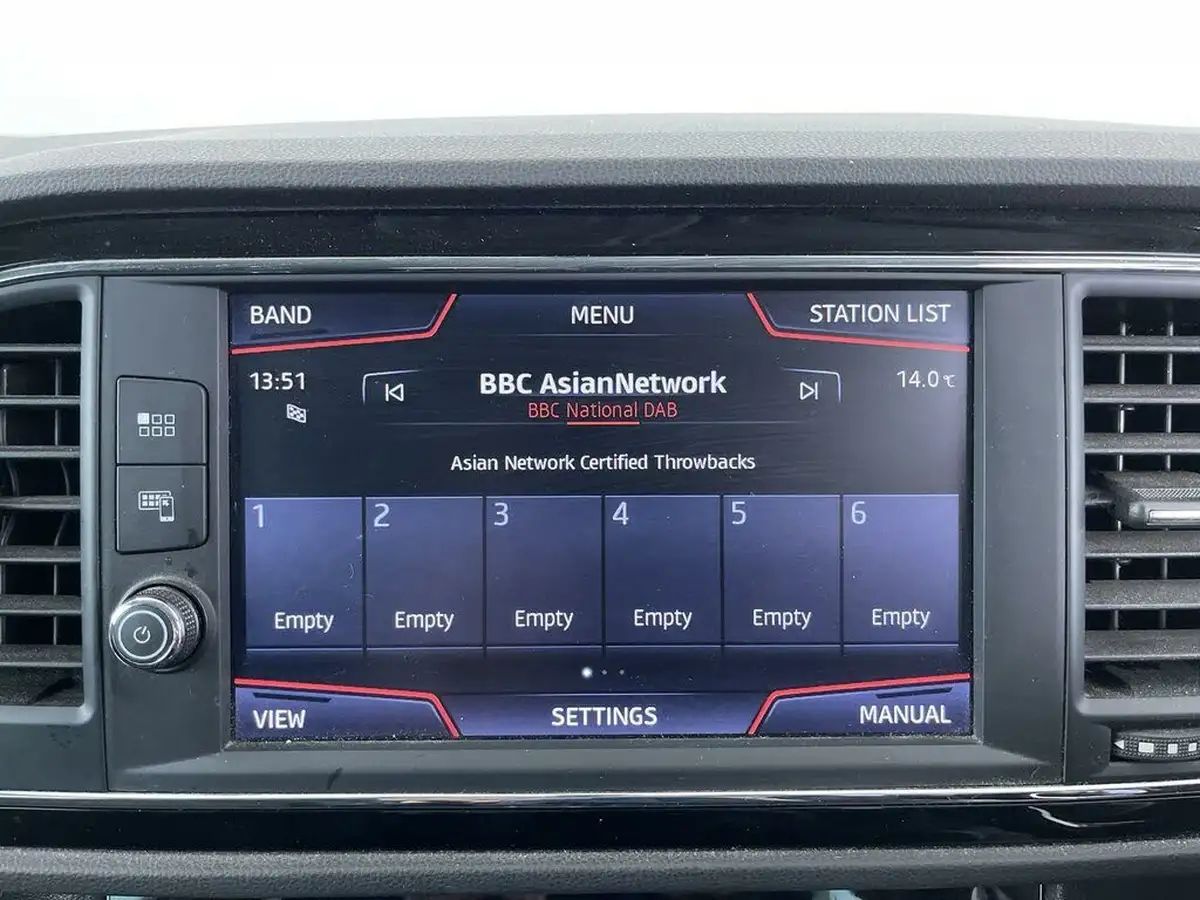 BAND MENU STATION LIST
13:51 BBC AsianNetwork 14.0°C
BBC National DAB
Asian Network Certified Throwbacks
1 2 3 4 5 6
Empty Empty Empty Empty Empty Empty
VIEW SETTINGS MANUAL